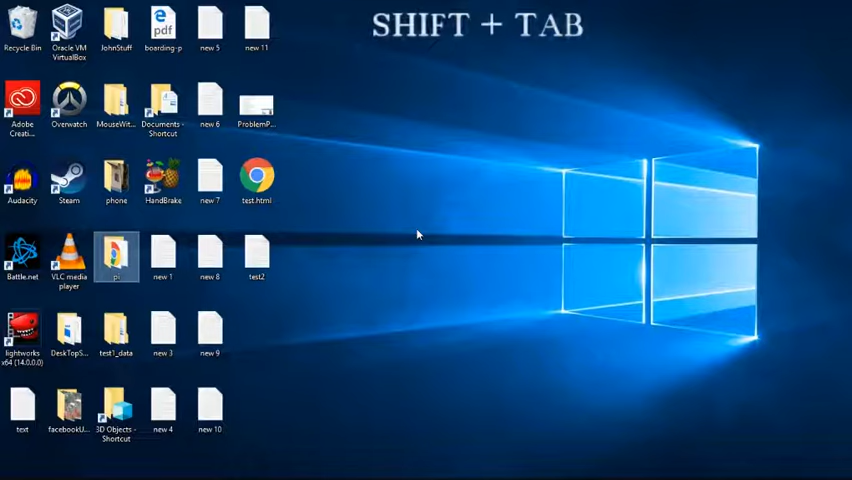 SHIFT + TAB
Recycle Bin
Oracle VM
VirtualBox
JohnStuff
pdf
boarding-p
new 5
new 11
Adobe
Creati...
Overwatch
MouseWit...
Documents -
Shortcut
new 6
ProblemP...
Audacity
Steam
phone
HandBrake
new 7
test.html
Battle.net
VLC media
player
pi
new 1
new 8
test2
lightworks
x64 (14.0.0.0)
DeskTopS...
test1_data
new 3
new 9
text
facebookU...
3D Objects -
Shortcut
new 4
new 10